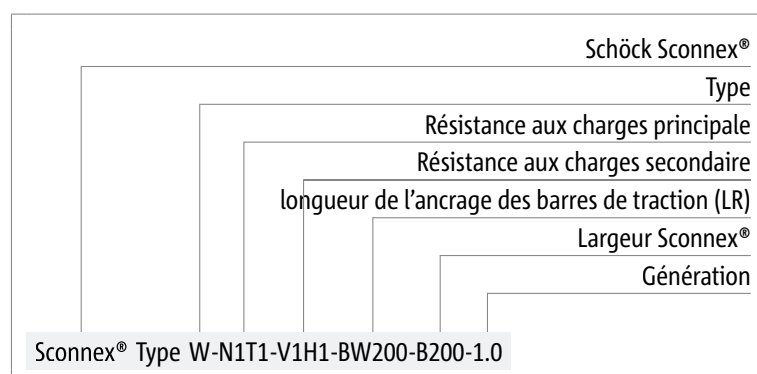 Schöck Sconnex®
Type
Résistance aux charges principale
Résistance aux charges secondaire
longueur de l’ancrage des barres de traction (LR)
Largeur Sconnex®
Génération
Sconnex® Type W-N1T1-V1H1-BW200-B200-1.0